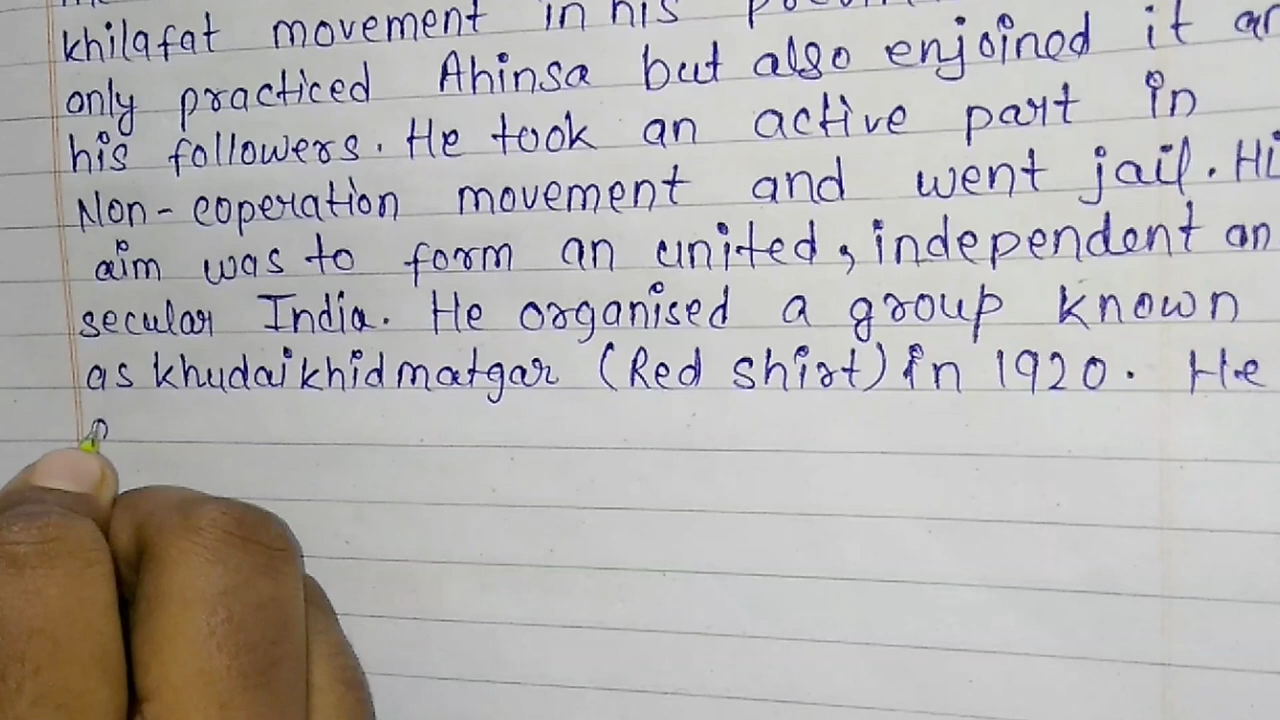 khilafat movement in his
only practiced Ahinsa but also enjoined it
his followers. He took an active part in
Non-coperation movement and went jail.
aim was to form an united, independent
secular India. He organised a group known
as khudaikhidmatgar (Red shirt) in 1920. He